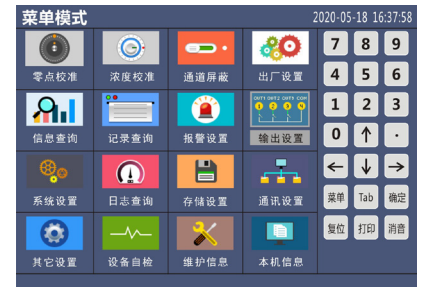 菜单模式 2020-05-18 16:37:58
零点校准 浓度校准 通道屏蔽 出厂设置
信息查询 记录查询 报警设置 输出设置
系统设置 日志查询 存储设置 通讯设置
其它设置 设备自检 维护信息 本机信息
7 8 9
4 5 6
1 2 3
0 ↑ ·
← ↓ →
菜单 Tab 确定
复位 打印 消音